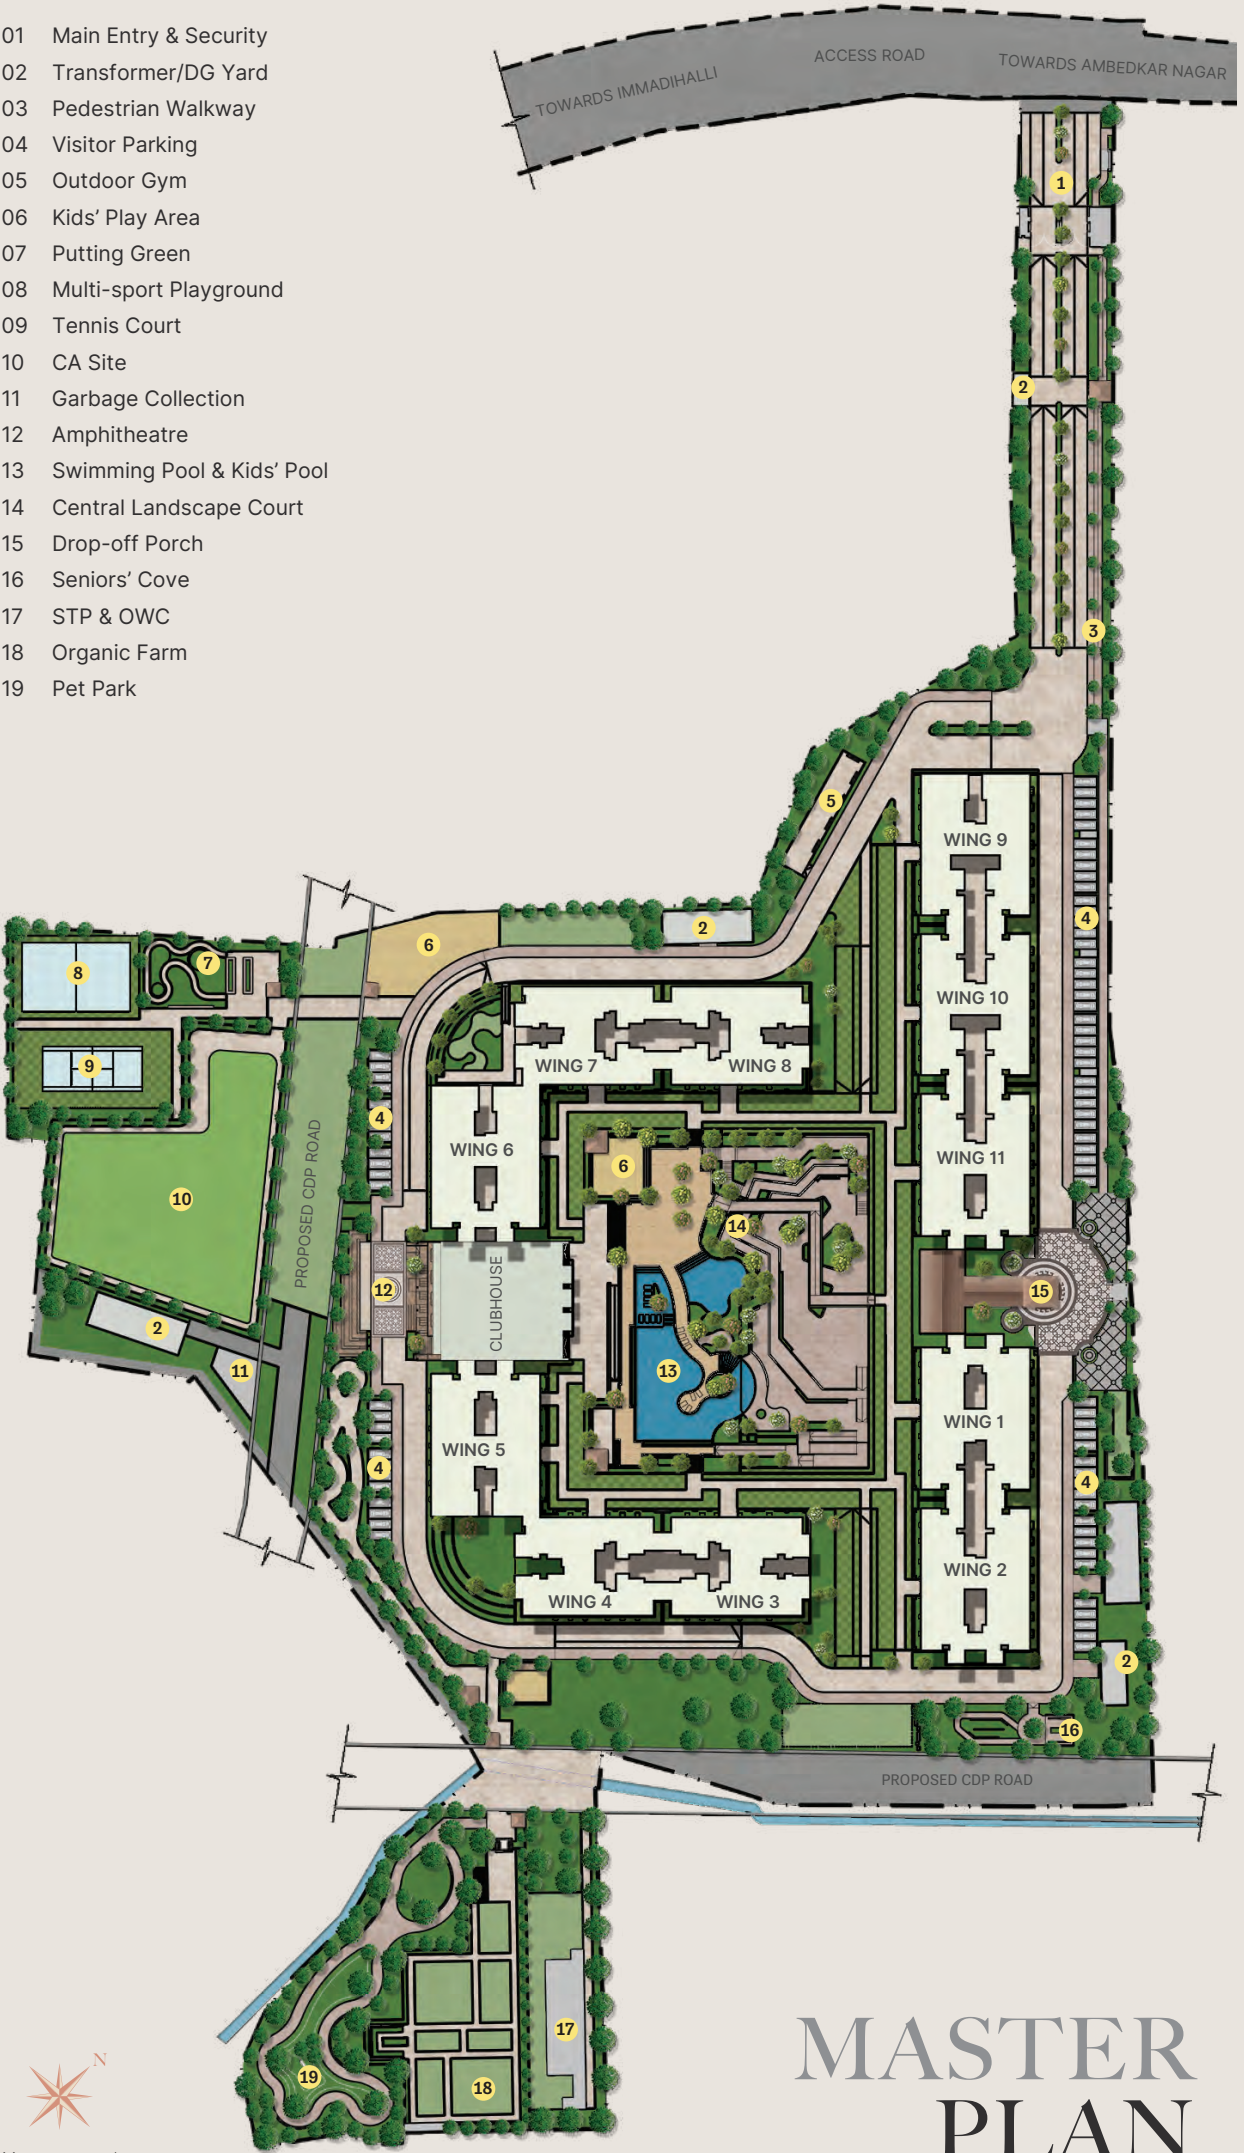 01 Main Entry & Security
02 Transformer/DG Yard
03 Pedestrian Walkway
04 Visitor Parking
05 Outdoor Gym
06 Kids’ Play Area
07 Putting Green
08 Multi-sport Playground
09 Tennis Court
10 CA Site
11 Garbage Collection
12 Amphitheatre
13 Swimming Pool & Kids’ Pool
14 Central Landscape Court
15 Drop-off Porch
16 Seniors’ Cove
17 STP & OWC
18 Organic Farm
19 Pet Park
TOWARDS IMMADIHALLI
ACCESS ROAD
TOWARDS AMBEDKAR NAGAR
1
2
3
5
WING 9
4
6
2
8
7
WING 10
9
WING 7
WING 8
4
WING 6
6
WING 11
10
PROPOSED CDP ROAD
14
12
CLUBHOUSE
15
2
11
13
WING 5
WING 1
4
4
WING 4
WING 3
WING 2
2
16
PROPOSED CDP ROAD
17
19
18
N
MASTER
PLAN